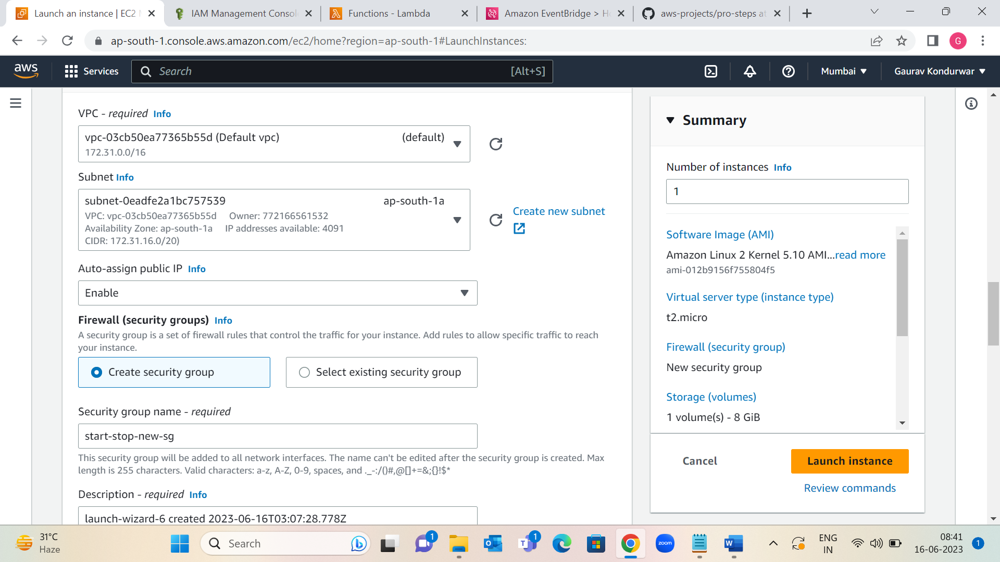 Launch an instance | EC2
IAM Management Consol
Functions - Lambda
Amazon EventBridge > H
aws-projects/pro-steps at
ap-south-1.console.aws.amazon.com/ec2/home?region=ap-south-1#LaunchInstances:
G
aws
Services
Search
[Alt+S]
Mumbai
Gaurav Kondurwar
VPC - required Info
vpc-03cb50ea77365b55d (Default vpc) (default)
172.31.0.0/16
Subnet Info
subnet-0eadfe2a1bc757539 ap-south-1a
VPC: vpc-03cb50ea77365b55d Owner: 772166561532
Availability Zone: ap-south-1a IP addresses available: 4091
CIDR: 172.31.16.0/20)
Create new subnet
Auto-assign public IP Info
Enable
Firewall (security groups) Info
A security group is a set of firewall rules that control the traffic for your instance. Add rules to allow specific traffic to reach
your instance.
Create security group
Select existing security group
Security group name - required
start-stop-new-sg
This security group will be added to all network interfaces. The name can't be edited after the security group is created. Max
length is 255 characters. Valid characters: a-z, A-Z, 0-9, spaces, and ._-:/()#,@[]+=&;{}!$*
Description - required Info
launch-wizard-6 created 2023-06-16T03:07:28.778Z
Summary
Number of instances Info
1
Software Image (AMI)
Amazon Linux 2 Kernel 5.10 AMI...read more
ami-012b9156f755804f5
Virtual server type (instance type)
t2.micro
Firewall (security group)
New security group
Storage (volumes)
1 volume(s) - 8 GiB
Cancel
Launch instance
Review commands
31°C
Haze
Search
1
1
zoom
ENG
IN
08:41
16-06-2023
1